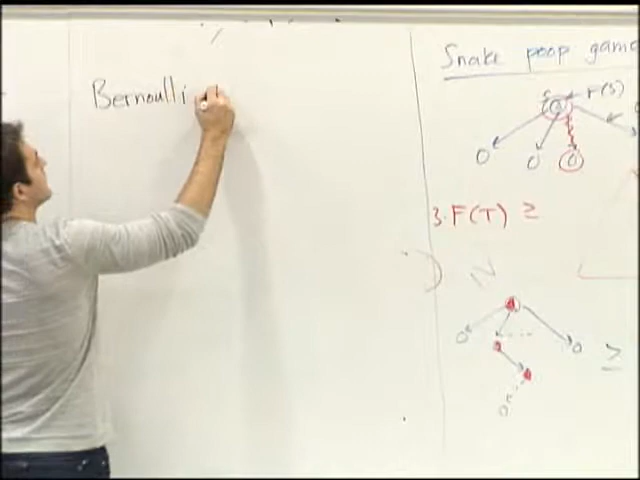 Bernoulli
Snake poop game
S F(S)
3. F(T) ≥
N
≥